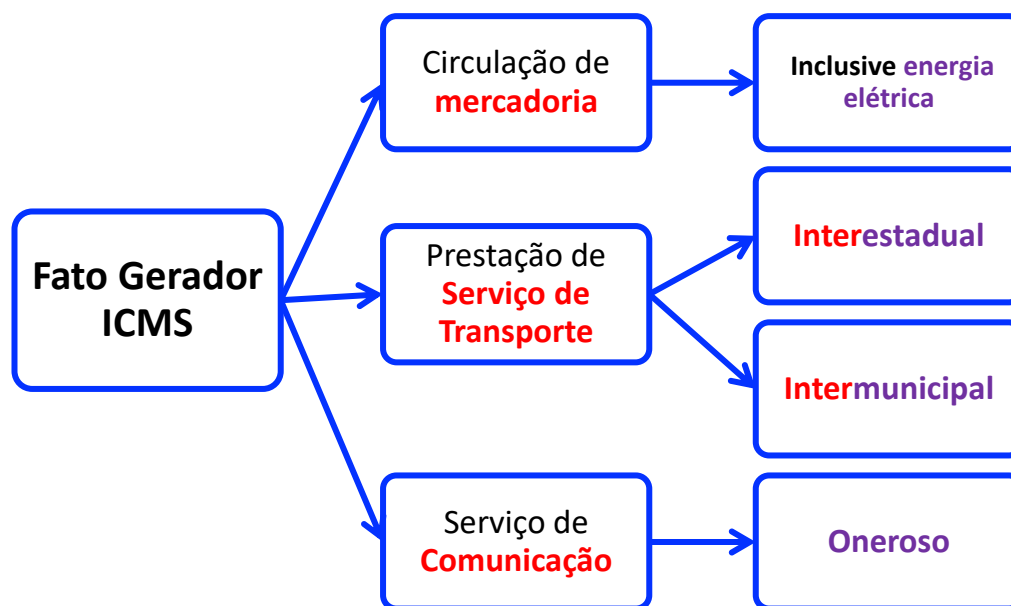 Fato Gerador
ICMS
Circulação de
mercadoria
Inclusive energia
elétrica
Prestação de
Serviço de
Transporte
Interestadual
Intermunicipal
Serviço de
Comunicação
Oneroso